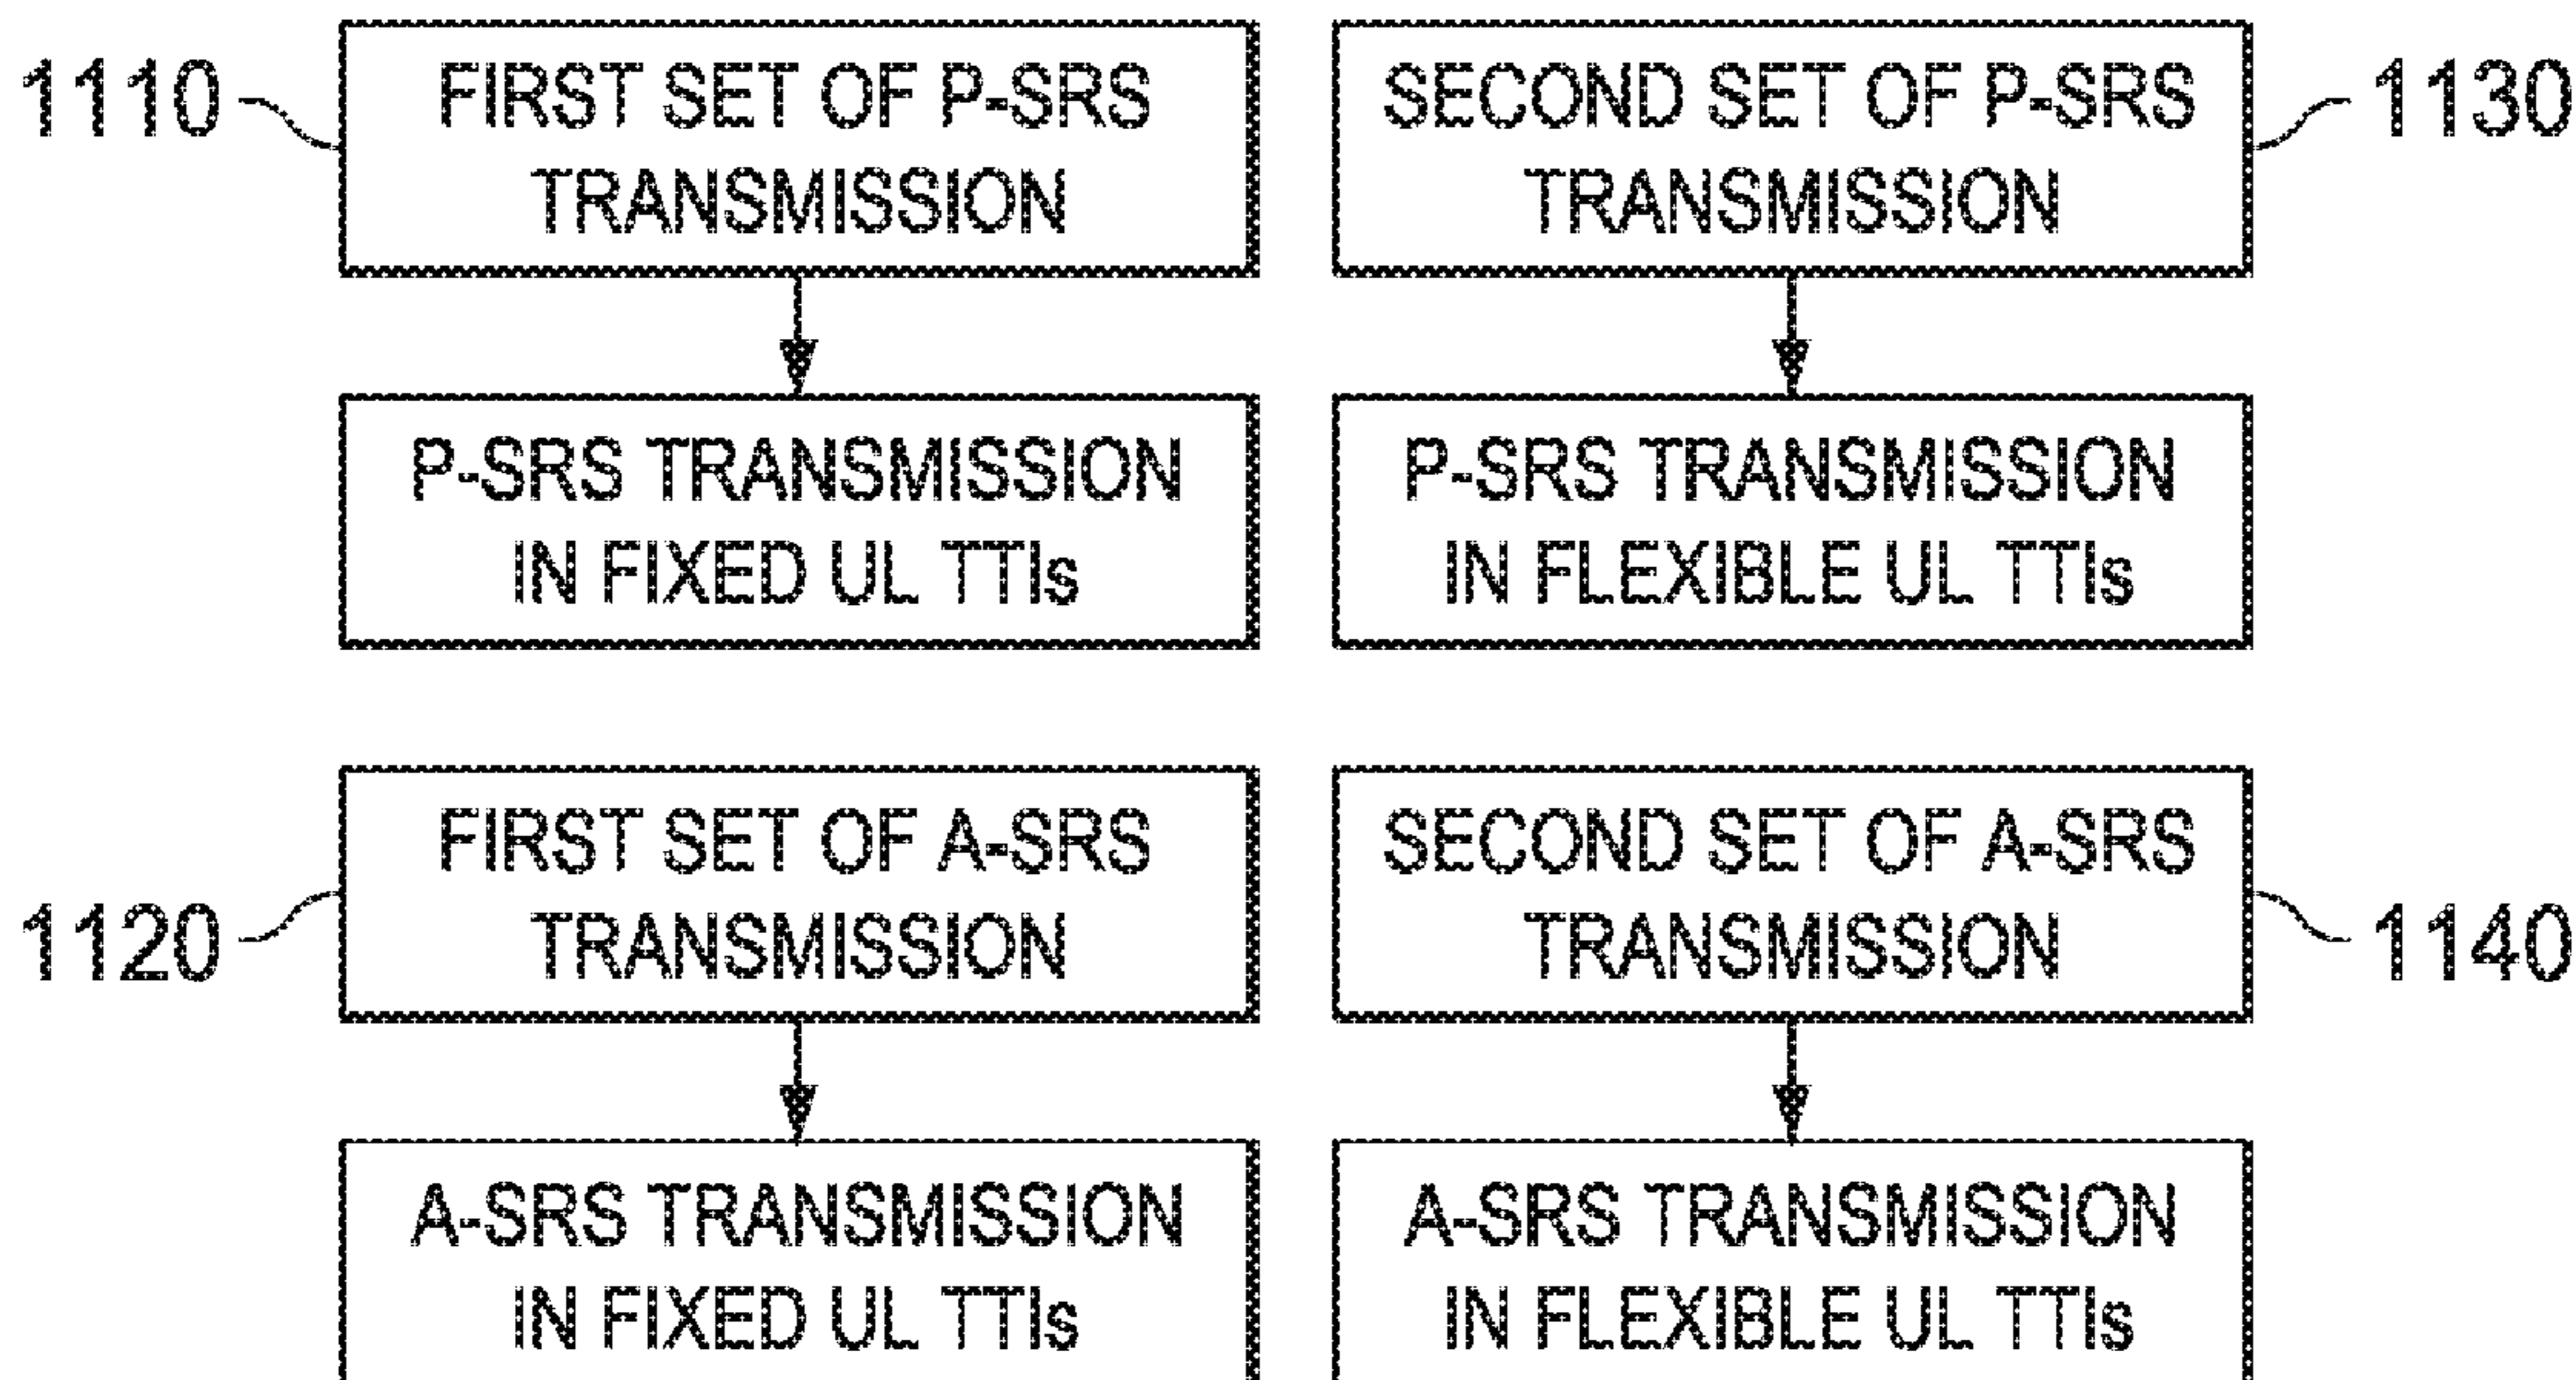 1110
FIRST SET OF P-SRS
TRANSMISSION
SECOND SET OF P-SRS
TRANSMISSION
1130
P-SRS TRANSMISSION
IN FIXED UL TTIs
P-SRS TRANSMISSION
IN FLEXIBLE UL TTIs
1120
FIRST SET OF A-SRS
TRANSMISSION
SECOND SET OF A-SRS
TRANSMISSION
1140
A-SRS TRANSMISSION
IN FIXED UL TTIs
A-SRS TRANSMISSION
IN FLEXIBLE UL TTIs